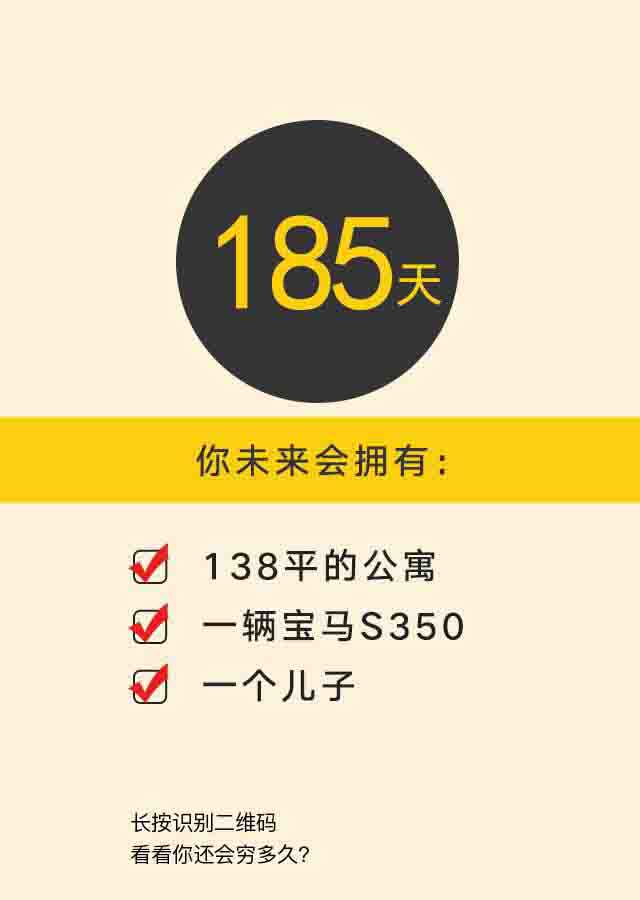 185天
你未来会拥有：
138平的公寓
一辆宝马S350
一个儿子
长按识别二维码
看看你还会穷多久?